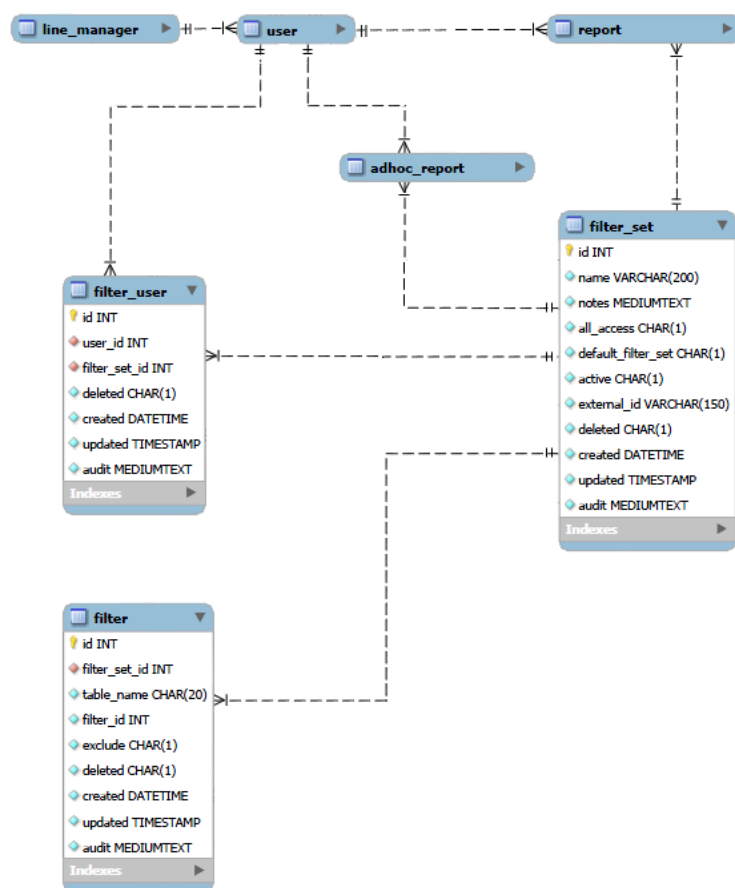 line_manager
user
report
adhoc_report
filter_set
id INT
name VARCHAR(200)
notes MEDIUMTEXT
all_access CHAR(1)
default_filter_set CHAR(1)
active CHAR(1)
external_id VARCHAR(150)
deleted CHAR(1)
created DATETIME
updated TIMESTAMP
audit MEDIUMTEXT
Indexes
filter_user
id INT
user_id INT
filter_set_id INT
deleted CHAR(1)
created DATETIME
updated TIMESTAMP
audit MEDIUMTEXT
Indexes
filter
id INT
filter_set_id INT
table_name CHAR(20)
filter_id INT
exclude CHAR(1)
deleted CHAR(1)
created DATETIME
updated TIMESTAMP
audit MEDIUMTEXT
Indexes